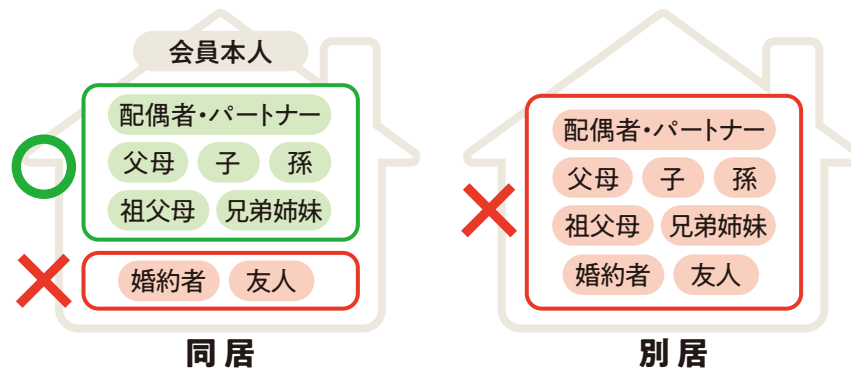 会員本人
配偶者・パートナー
父母 子 孫
祖父母 兄弟姉妹
婚約者 友人
同居
配偶者・パートナー
父母 子 孫
祖父母 兄弟姉妹
婚約者 友人
別居